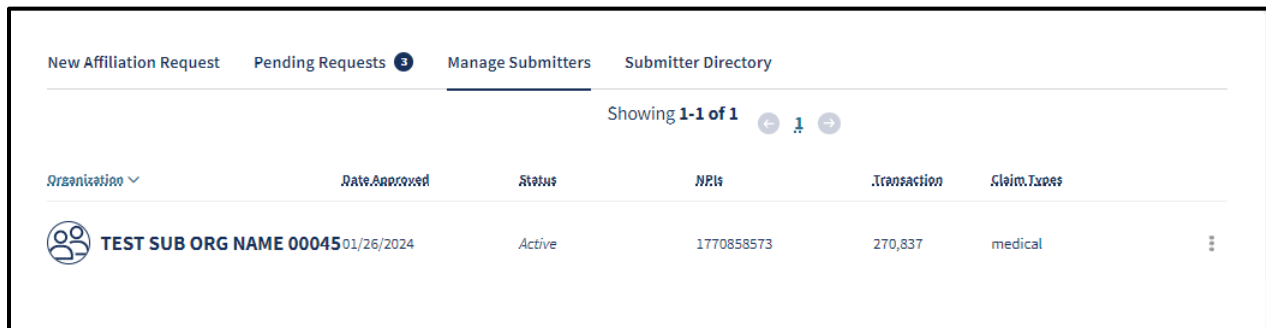 New Affiliation Request Pending Requests 3 Manage Submitters Submitter Directory
Showing 1-1 of 1 1
Organization Date Approved Status NPIs Transaction Claim Types
TEST SUB ORG NAME 00045 01/26/2024 Active 1770858573 270,837 medical